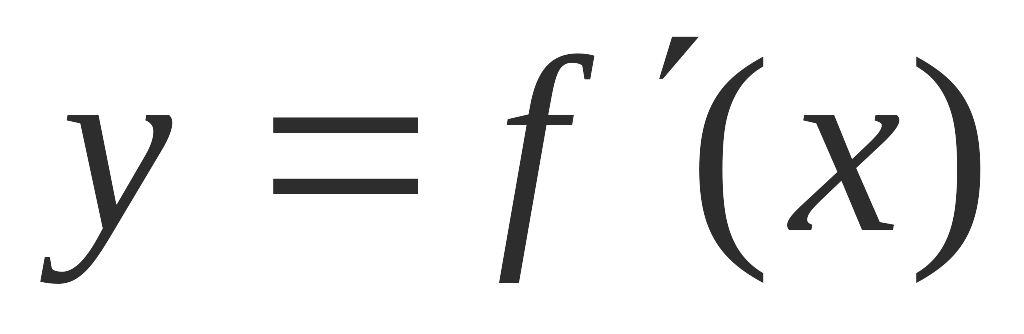 y = f ′(x)